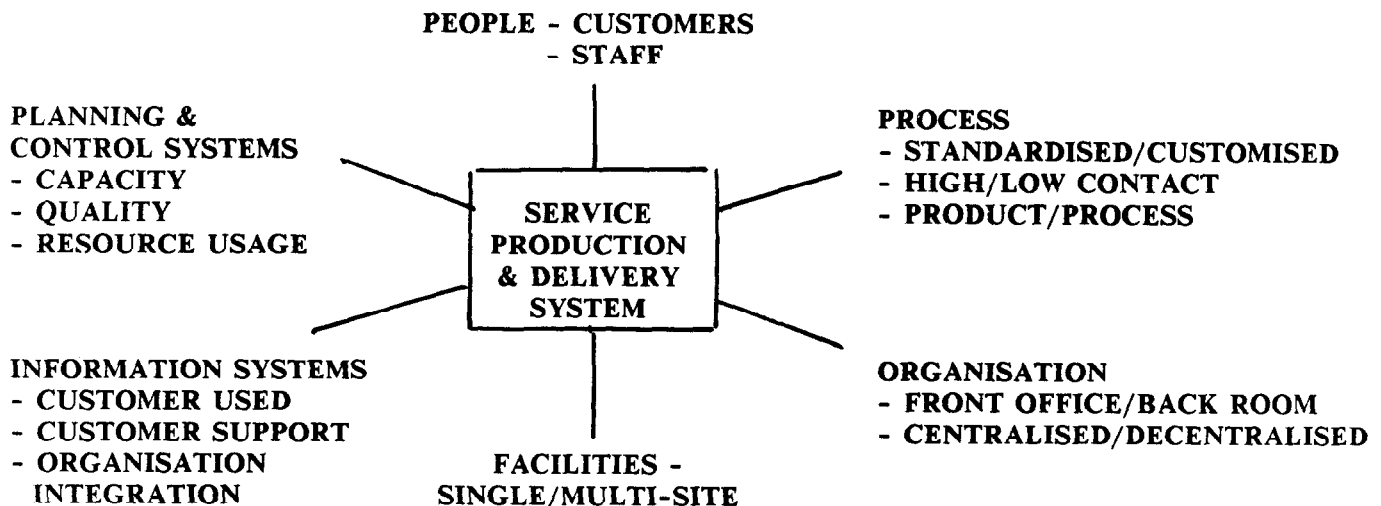 PEOPLE - CUSTOMERS
- STAFF
PLANNING &
CONTROL SYSTEMS
- CAPACITY
- QUALITY
- RESOURCE USAGE
PROCESS
- STANDARDISED/CUSTOMISED
- HIGH/LOW CONTACT
- PRODUCT/PROCESS
SERVICE
PRODUCTION
& DELIVERY
SYSTEM
INFORMATION SYSTEMS
- CUSTOMER USED
- CUSTOMER SUPPORT
- ORGANISATION
INTEGRATION
FACILITIES -
SINGLE/MULTI-SITE
ORGANISATION
- FRONT OFFICE/BACK ROOM
- CENTRALISED/DECENTRALISED